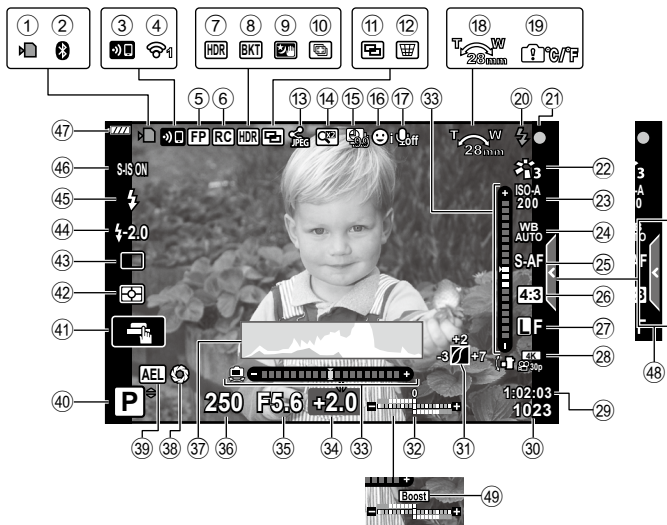 1 2 3 4 7 8 9 10 11 12 18 19
1 HDR BKT T W 28mm °C/°F
5 6 13 14 15 16 17 33 20 21
47 FP RC HDR JPEG X2 i off T W 28mm
46 S-IS ON 3 22
ISO-A 200 23
45
44 -2.0 WB AUTO 24
43 S-AF 25
42 4:3 26
41 L F 27
+2
-3 +7 4K 30p 28
AEL 1:02:03 29
40 P 250 F5.6 +2.0 0 1023
39 38 37 36 35 34 33 32 31 30
48
Boost 49